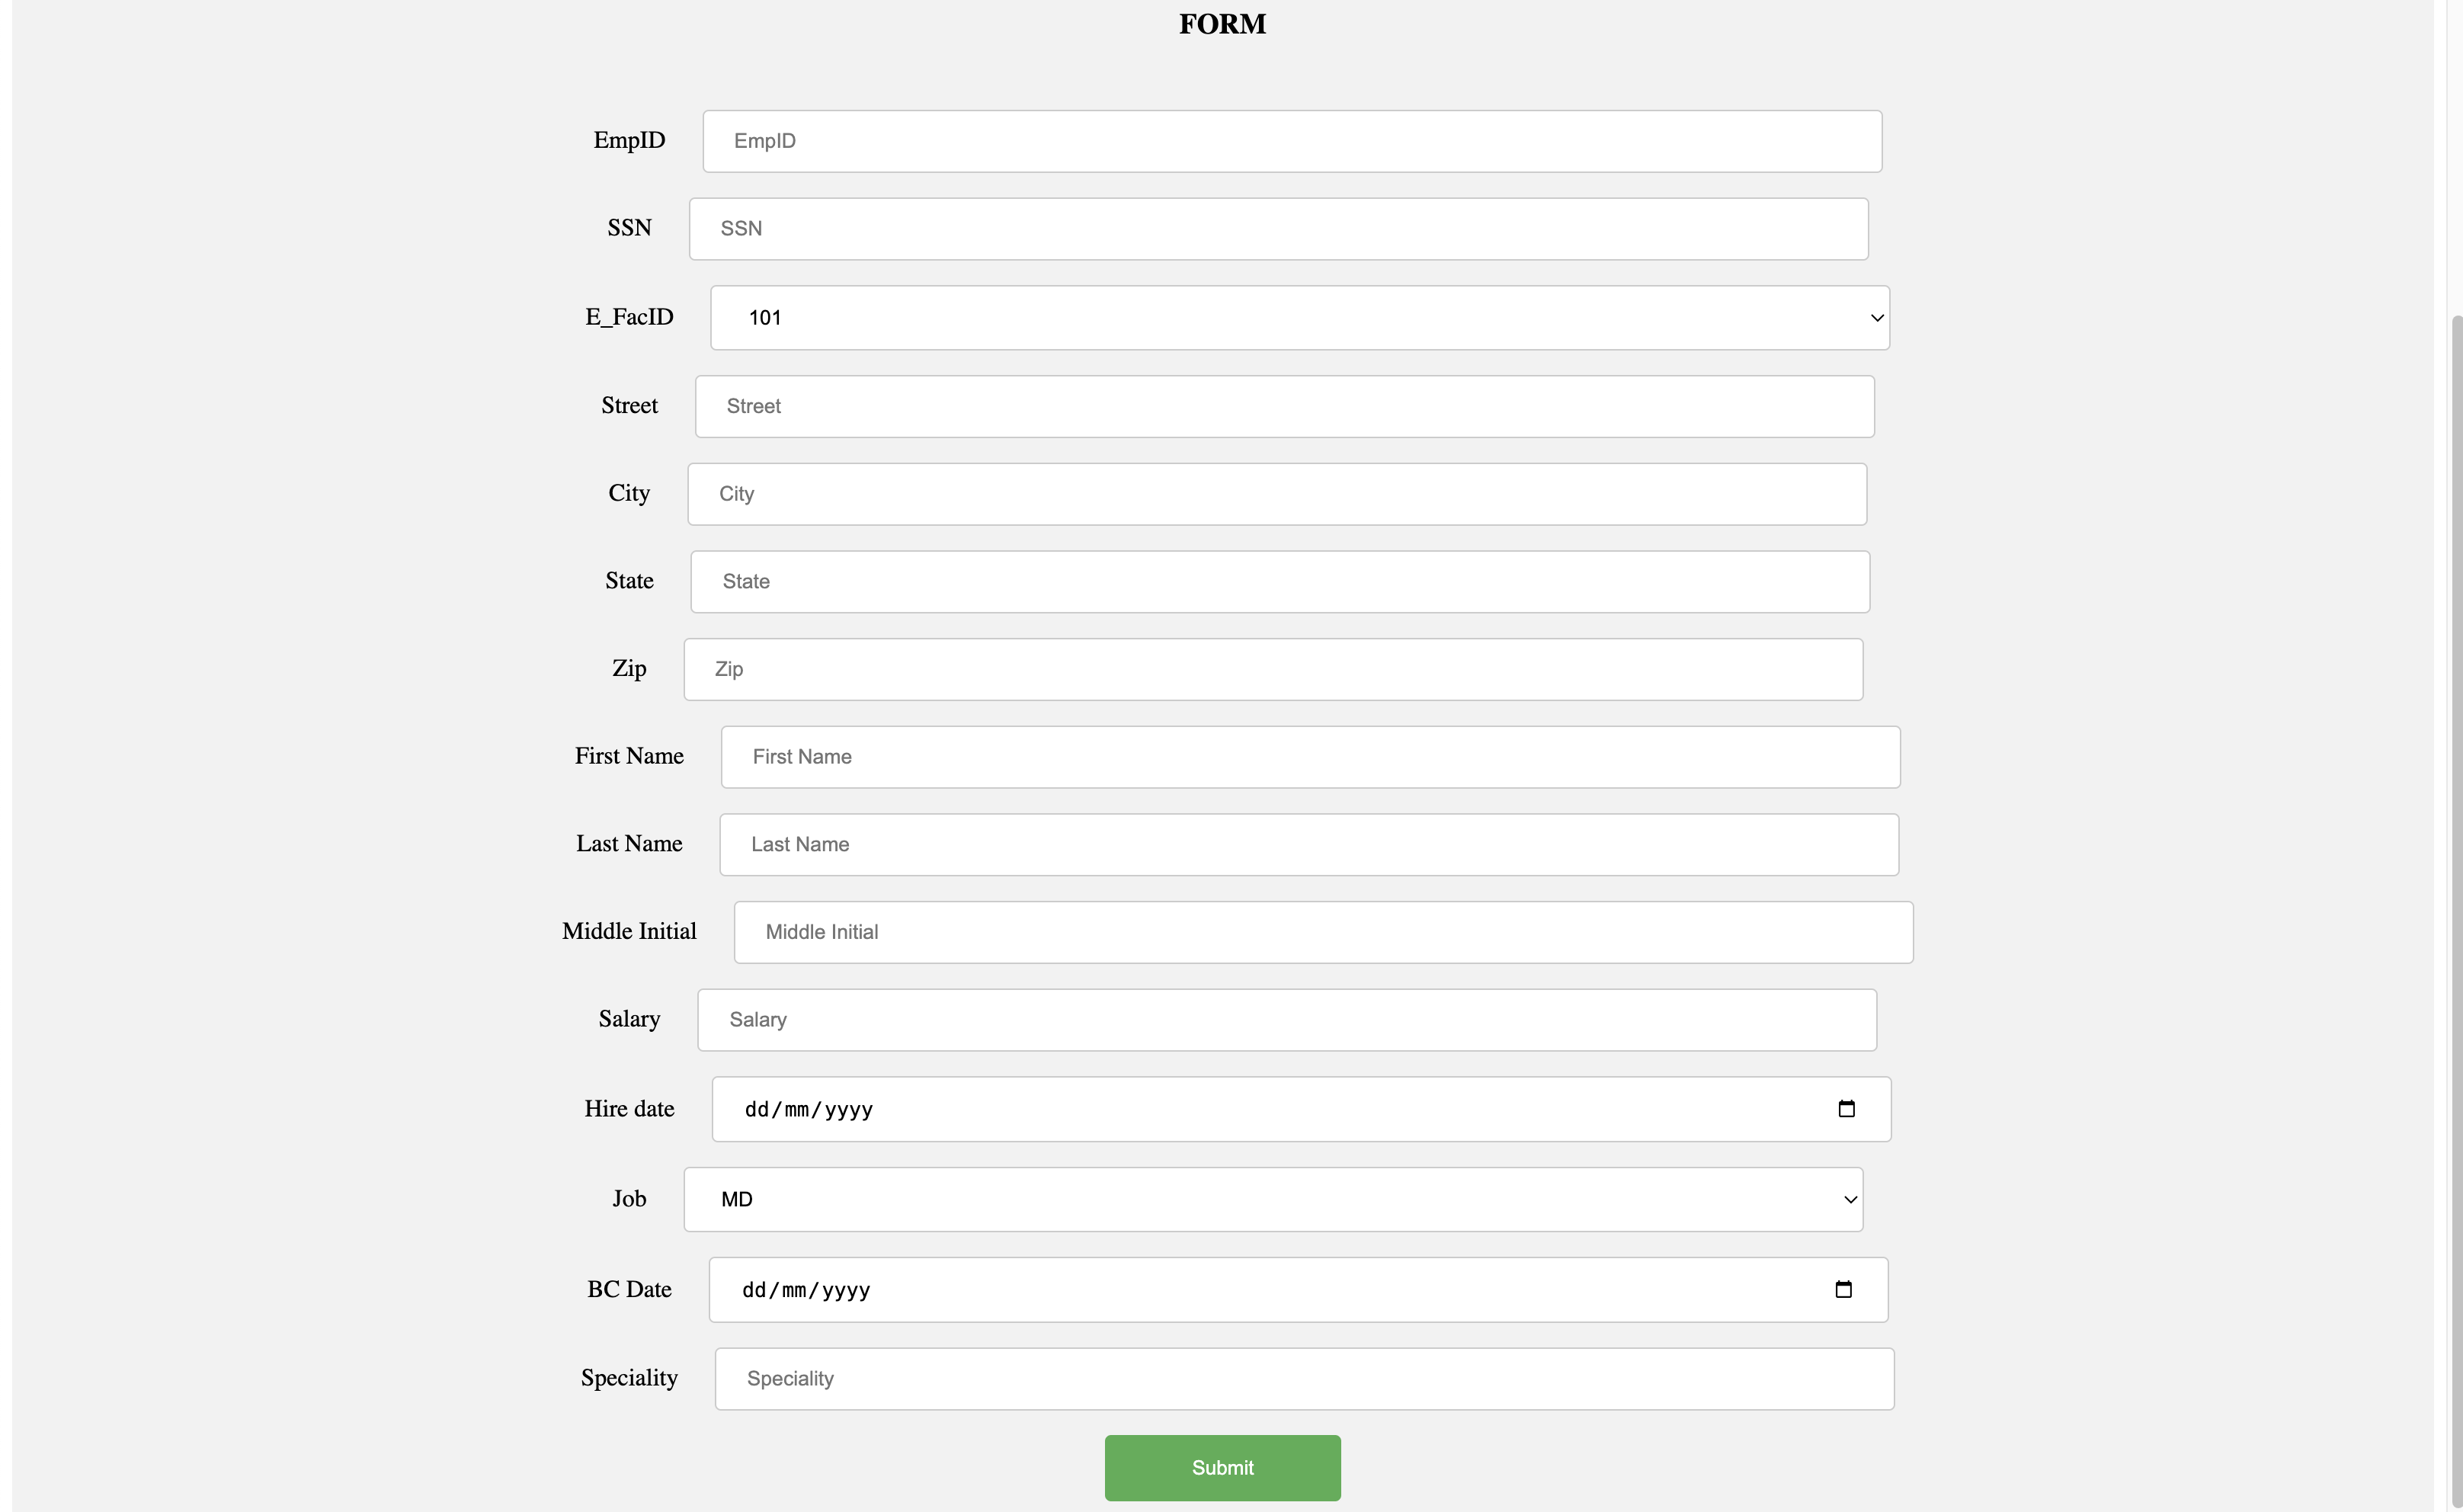 FORM
EmpID EmpID
SSN SSN
E_FacID 101
Street Street
City City
State State
Zip Zip
First Name First Name
Last Name Last Name
Middle Initial Middle Initial
Salary Salary
Hire date dd/mm/yyyy
Job MD
BC Date dd/mm/yyyy
Speciality Speciality
Submit